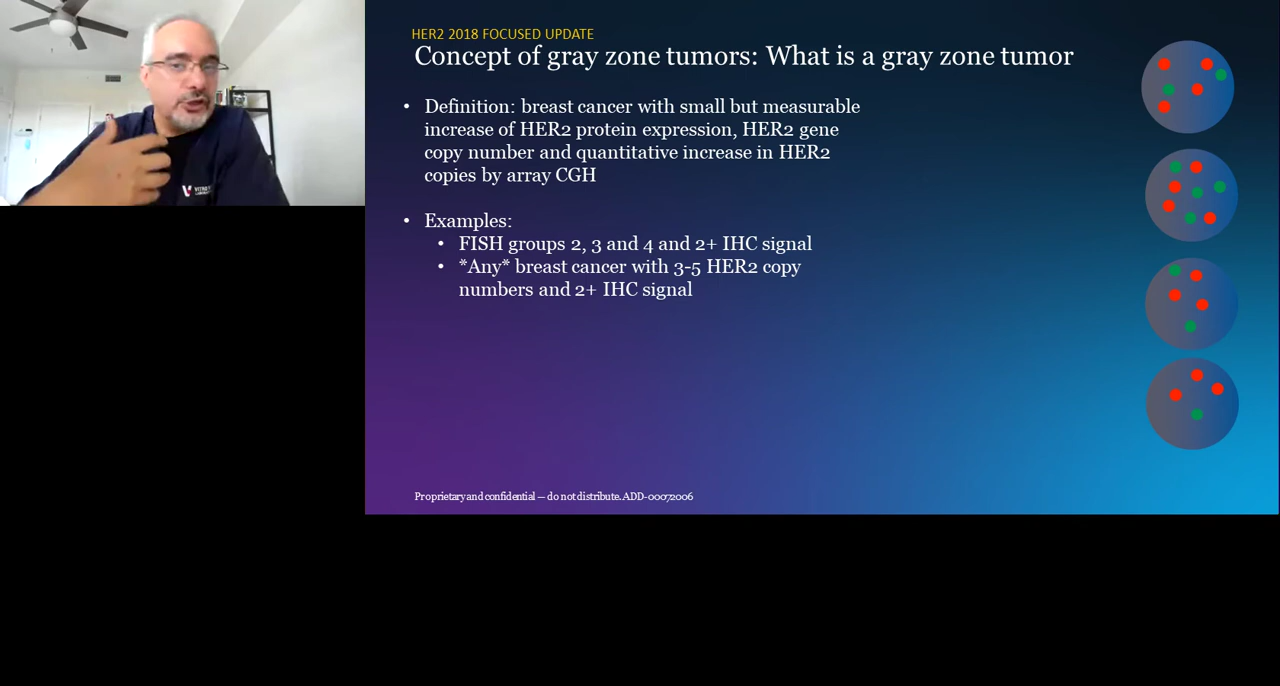 HER2 2018 FOCUSED UPDATE
Concept of gray zone tumors: What is a gray zone tumor
• Definition: breast cancer with small but measurable
increase of HER2 protein expression, HER2 gene
copy number and quantitative increase in HER2
copies by array CGH
• Examples:
• FISH groups 2, 3 and 4 and 2+ IHC signal
• *Any* breast cancer with 3-5 HER2 copy
numbers and 2+ IHC signal
Proprietary and confidential — do not distribute. ADD-00072006